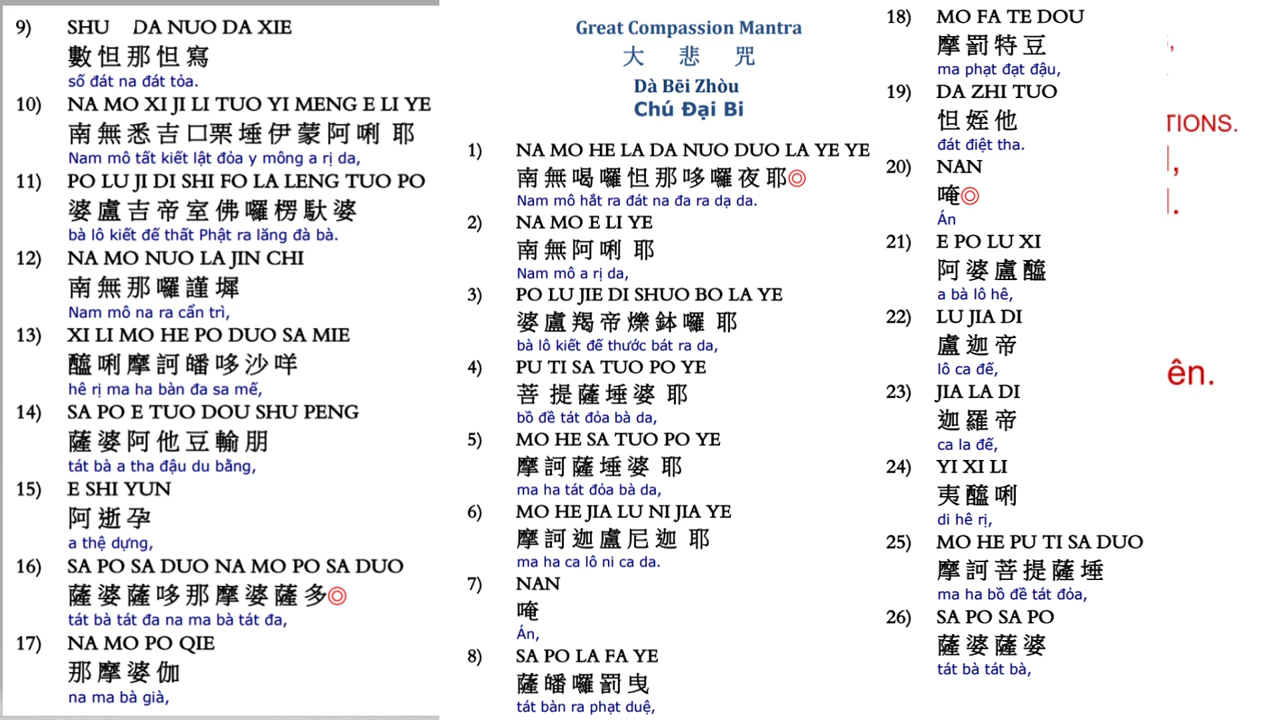 Great Compassion Mantra
大 悲 咒
Dà Bēi Zhòu
Chú Đại Bi
1) NA MO HE LA DA NUO DUO LA YE YE
南無喝囉怛那哆囉夜耶◎
Nam mô hắt ra đát na đa ra dạ da.
2) NA MO E LI YE
南無阿唎 耶
Nam mô a rị da,
3) PO LU JIE DI SHUO BO LA YE
婆盧羯帝爍鉢囉 耶
bà lô kiết đế thước bát ra da,
4) PU TI SA TUO PO YE
菩提薩埵婆 耶
bồ đề tát đỏa bà da,
5) MO HE SA TUO PO YE
摩訶薩埵婆 耶
ma ha tát đỏa bà da,
6) MO HE JIA LU NI JIA YE
摩訶迦盧尼迦 耶
ma ha ca lô ni ca da.
7) NAN
唵
Án,
8) SA PO LA FA YE
薩皤囉罰曳
tát bàn ra phạt duệ,
9) SHU DA NUO DA XIE
數怛那怛寫
số đát na đát tỏa.
10) NA MO XI JI LI TUO YI MENG E LI YE
南無悉吉口栗埵伊蒙阿唎 耶
Nam mô tất kiết lật đỏa y mông a rị da,
11) PO LU JI DI SHI FO LA LENG TUO PO
婆盧吉帝室佛囉楞馱婆
bà lô kiết đế thất Phật ra lăng đà bà.
12) NA MO NUO LA JIN CHI
南無那囉謹墀
Nam mô na ra cẩn trì,
13) XI LI MO HE PO DUO SA MIE
醯唎摩訶皤哆沙咩
hê rị ma ha bàn đa sa mế,
14) SA PO E TUO DOU SHU PENG
薩婆阿他豆輸朋
tát bà a tha đậu du bằng,
15) E SHI YUN
阿逝孕
a thệ dựng,
16) SA PO SA DUO NA MO PO SA DUO
薩婆薩哆那摩婆薩多◎
tát bà tát đa na ma bà tát đa,
17) NA MO PO QIE
那摩婆伽
na ma bà già,
18) MO FA TE DOU
摩罰特豆
ma phạt đạt đậu,
19) DA ZHI TUO
怛姪他
đát điệt tha.
20) NAN
唵◎
Án
21) E PO LU XI
阿婆盧醯
a bà lô hê,
22) LU JIA DI
盧迦帝
lô ca đế,
23) JIA LA DI
迦羅帝
ca la đế,
24) YI XI LI
夷醯唎
di hê rị,
25) MO HE PU TI SA DUO
摩訶菩提薩埵
ma ha bồ đề tát đỏa,
26) SA PO SA PO
薩婆薩婆
tát bà tát bà,
TIONS.
ên.